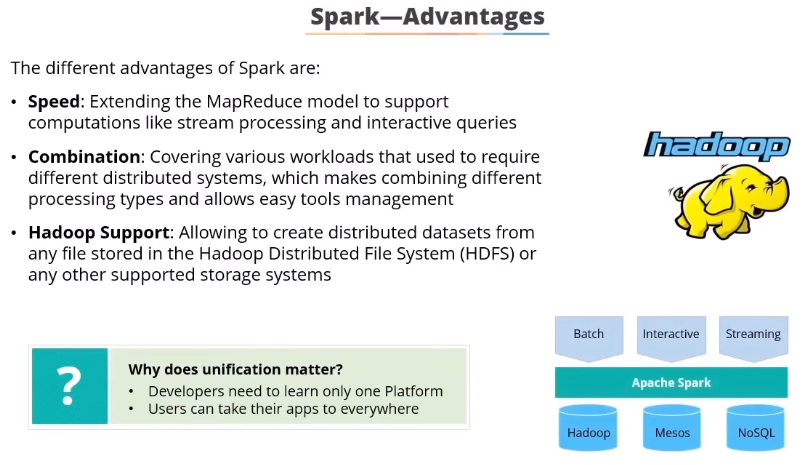 Spark—Advantages
The different advantages of Spark are:
• Speed: Extending the MapReduce model to support
computations like stream processing and interactive queries
• Combination: Covering various workloads that used to require
different distributed systems, which makes combining different
processing types and allows easy tools management
• Hadoop Support: Allowing to create distributed datasets from
any file stored in the Hadoop Distributed File System (HDFS) or
any other supported storage systems
hadoop
?
Why does unification matter?
• Developers need to learn only one Platform
• Users can take their apps to everywhere
Batch
Interactive
Streaming
Apache Spark
Hadoop
Mesos
NoSQL